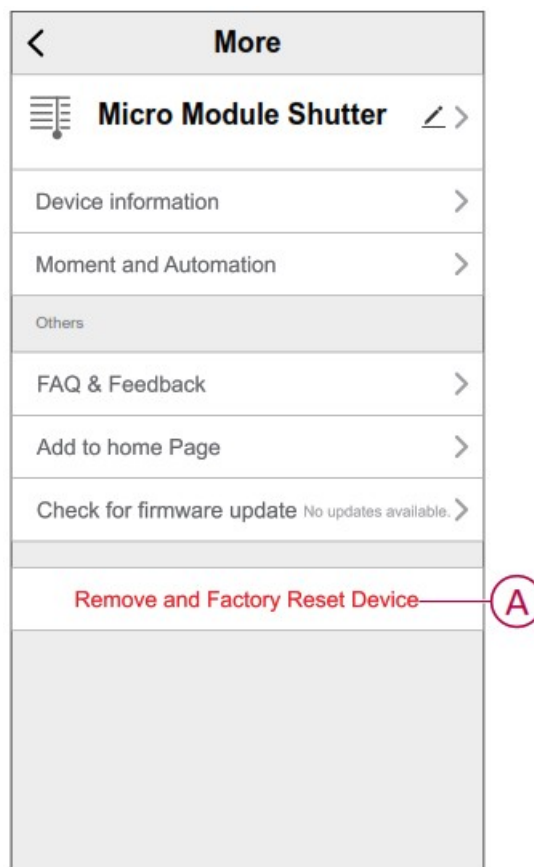 More
Micro Module Shutter
Device information
Moment and Automation
Others
FAQ & Feedback
Add to home Page
Check for firmware update No updates available.
Remove and Factory Reset Device A